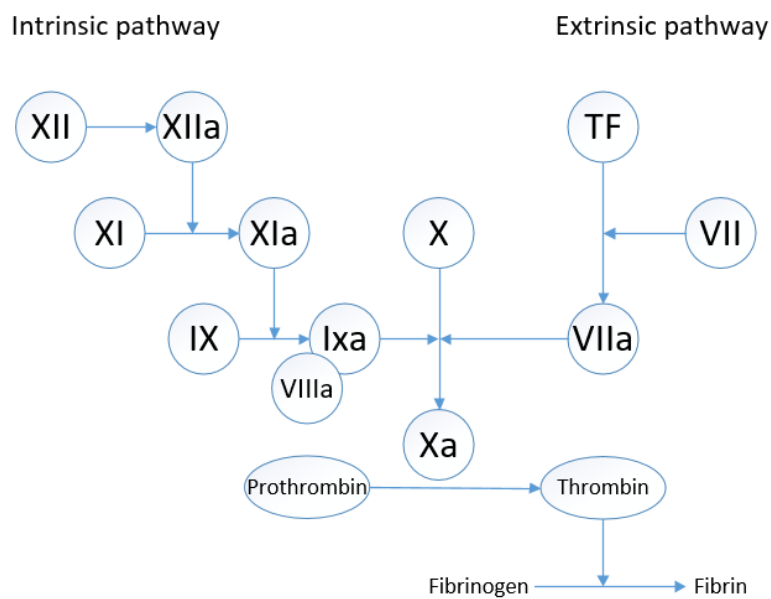 Intrinsic pathway
Extrinsic pathway
XII
XIIa
TF
XI
XIa
X
VII
IX
Ixa
VIIa
VIIIa
Xa
Prothrombin
Thrombin
Fibrinogen
Fibrin